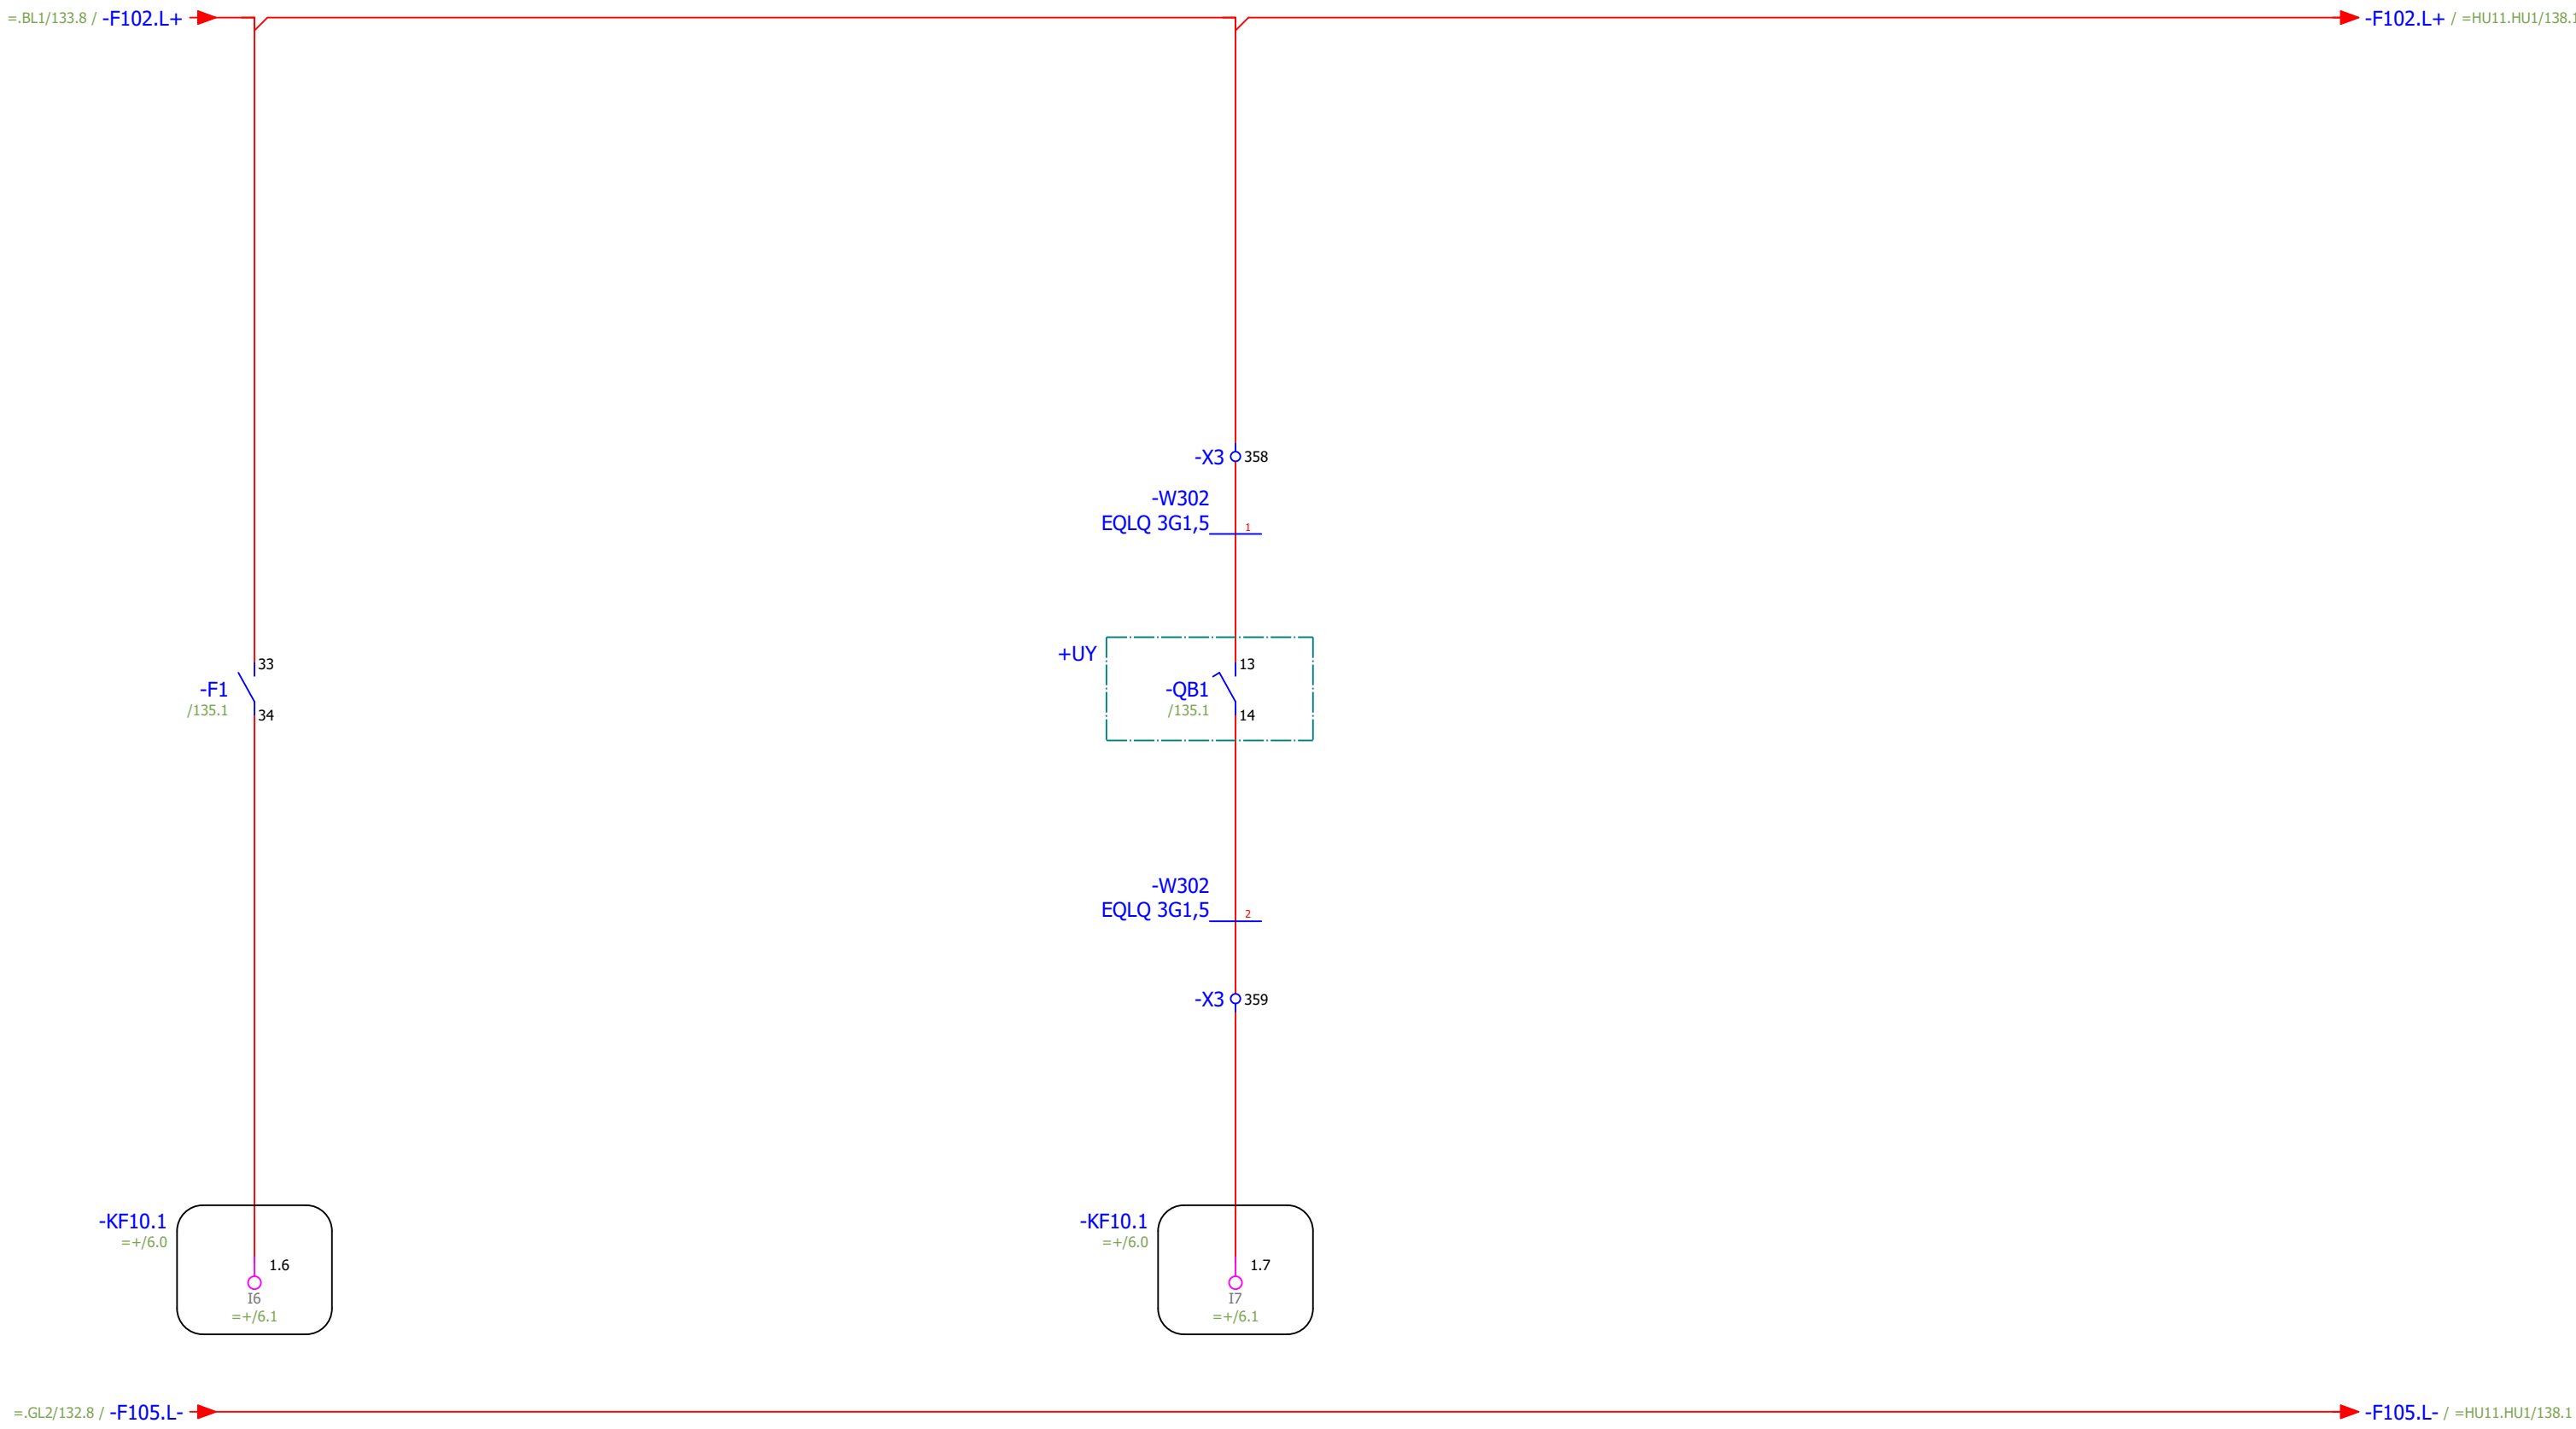 =.BL1/133.8 / -F102.L+
-F102.L+ / =HU11.HU1/138.1
-X3 358
-W302
EQLQ 3G1,5 1
+UY
33
-F1
/135.1
34
13
-QB1
/135.1
14
-W302
EQLQ 3G1,5 2
-X3 359
-KF10.1
=+/6.0
1.6
I6
=+/6.1
-KF10.1
=+/6.0
1.7
I7
=+/6.1
=.GL2/132.8 / -F105.L-
-F105.L- / =HU11.HU1/138.1